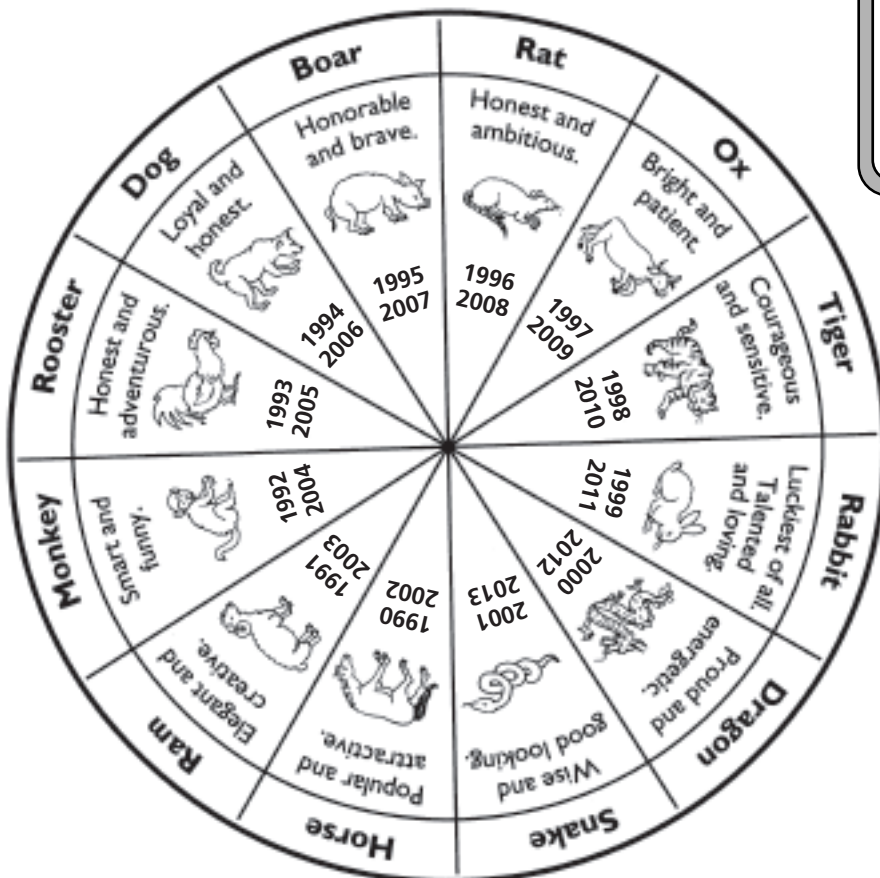 Rat
Honest and
ambitious.
1996
2008
Ox
Bright and
patient.
1997
2009
Tiger
Courageous
and sensitive.
1998
2010
Rabbit
Luckiest of all.
Talented
and loving.
1999
2011
Dragon
Proud and
energetic.
2000
2012
Snake
Wise and
good looking.
2001
2013
Horse
Popular and
attractive.
1990
2002
Ram
Elegant and
creative.
1991
2003
Monkey
Smart and
funny.
1992
2004
Rooster
Honest and
adventurous.
1993
2005
Dog
Loyal and
honest.
1994
2006
Boar
Honorable
and brave.
1995
2007